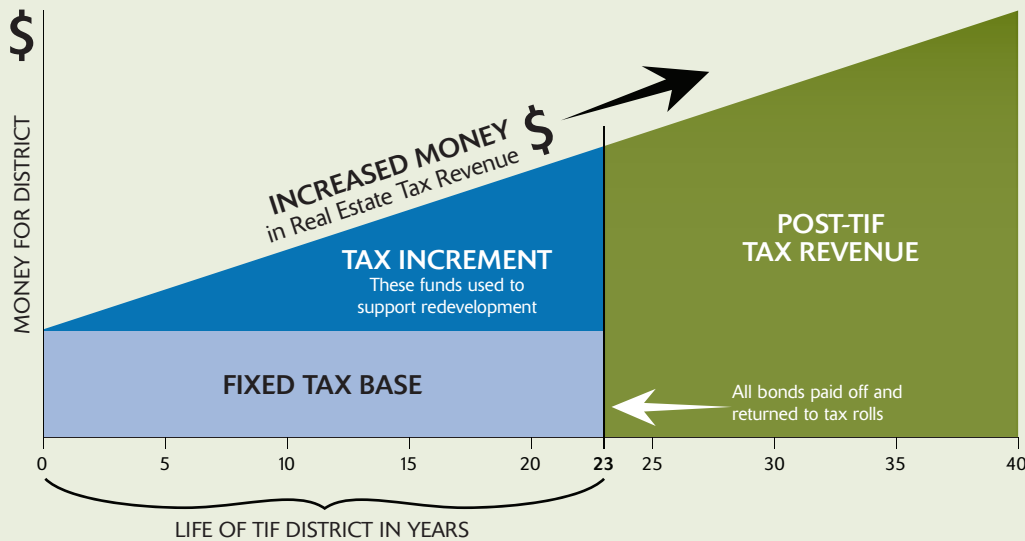 $
MONEY FOR DISTRICT
INCREASED MONEY
in Real Estate Tax Revenue
$
TAX INCREMENT
These funds used to
support redevelopment
FIXED TAX BASE
POST-TIF
TAX REVENUE
All bonds paid off and
returned to tax rolls
0 5 10 15 20 23 25 30 35 40
LIFE OF TIF DISTRICT IN YEARS